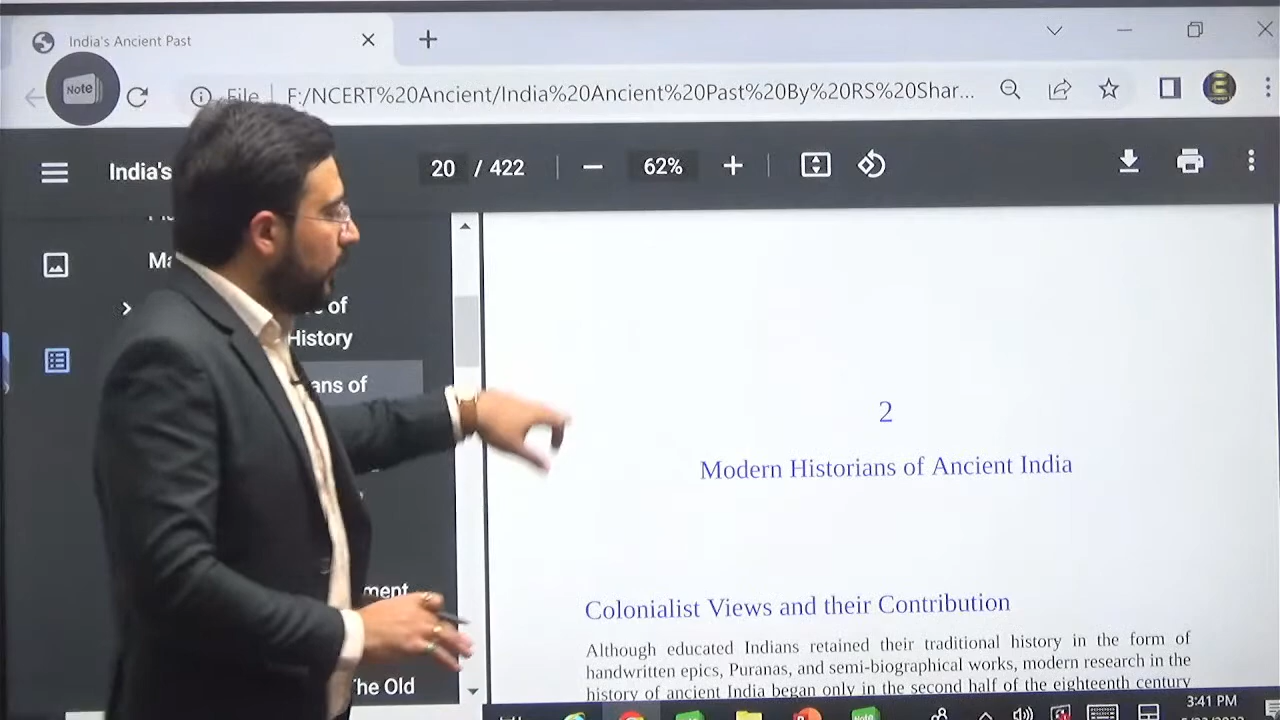 India's Ancient Past
Note
File
F:/NCERT%20Ancient/India%20Ancient%20Past%20By%20RS%20Shar...
India's
20 / 422
62%
of
History
ans of
ment
The Old
2
Modern Historians of Ancient India
Colonialist Views and their Contribution
Although educated Indians retained their traditional history in the form of
handwritten epics, Puranas, and semi-biographical works, modern research in the
history of ancient India began only in the second half of the eighteenth century
3:41 PM
Note